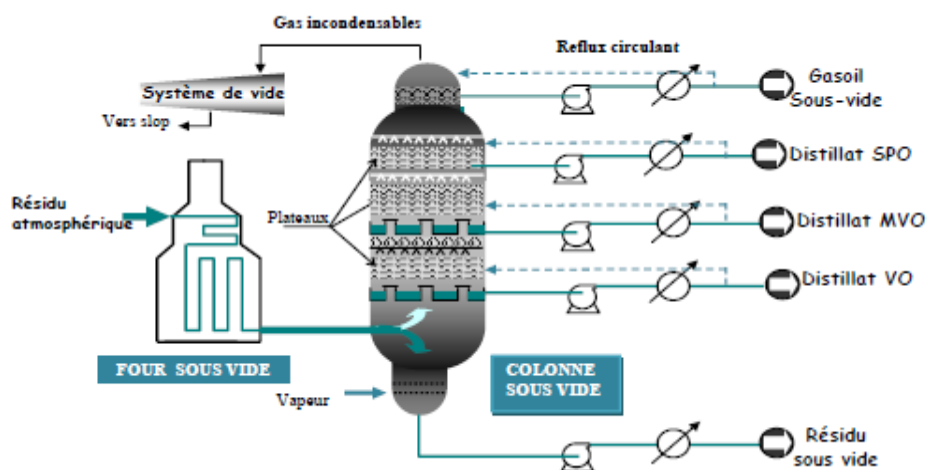 Gas incondensables
Reflux circulant
Système de vide
Vers slop
Gasoil
Sous-vide
Distillat SPO
Résidu
atmosphérique
Plateaux
Distillat MVO
Distillat VO
FOUR SOUS VIDE
COLONNE
SOUS VIDE
Vapeur
Résidu
sous vide